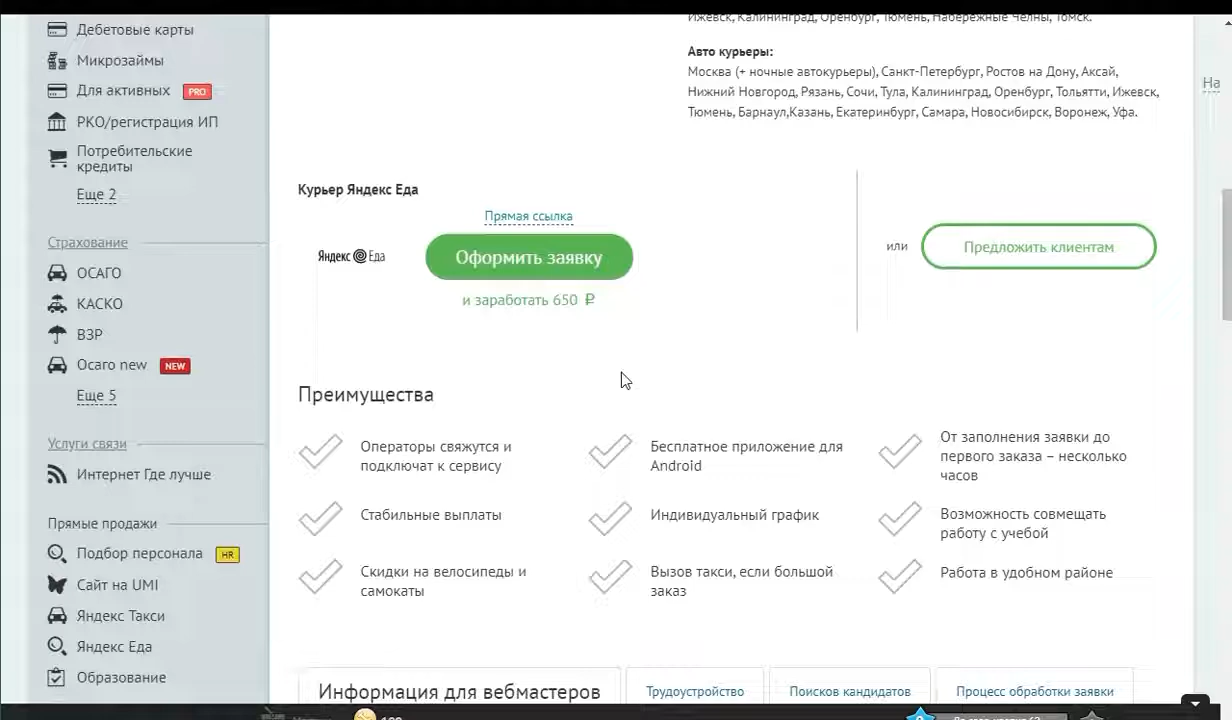 Дебетовые карты
Микрозаймы
Для активных PRO
РКО/регистрация ИП
Потребительские
кредиты
Еще 2
Страхование
ОСАГО
КАСКО
ВЗР
Осаго new NEW
Еще 5
Услуги связи
Интернет Где лучше
Прямые продажи
Подбор персонала HR
Сайт на UMI
Яндекс Такси
Яндекс Еда
Образование
Ижевск, Калининград, Оренбург, Тюмень, Набережные Челны, Томск.
Авто курьеры:
Москва (+ ночные автокурьеры), Санкт-Петербург, Ростов на Дону, Аксай,
Нижний Новгород, Рязань, Сочи, Тула, Калининград, Оренбург, Тольятти, Ижевск,
Тюмень, Барнаул,Казань, Екатеринбург, Самара, Новосибирск, Воронеж, Уфа.
На
Курьер Яндекс Еда
Прямая ссылка
Яндекс Еда
Оформить заявку
и заработать 650 ₽
или
Предложить клиентам
Преимущества
Операторы свяжутся и
подключат к сервису
Бесплатное приложение для
Android
От заполнения заявки до
первого заказа – несколько
часов
Стабильные выплаты
Индивидуальный график
Возможность совмещать
работу с учебой
Скидки на велосипеды и
самокаты
Вызов такси, если большой
заказ
Работа в удобном районе
Информация для вебмастеров
Трудоустройство
Поисков кандидатов
Процесс обработки заявки